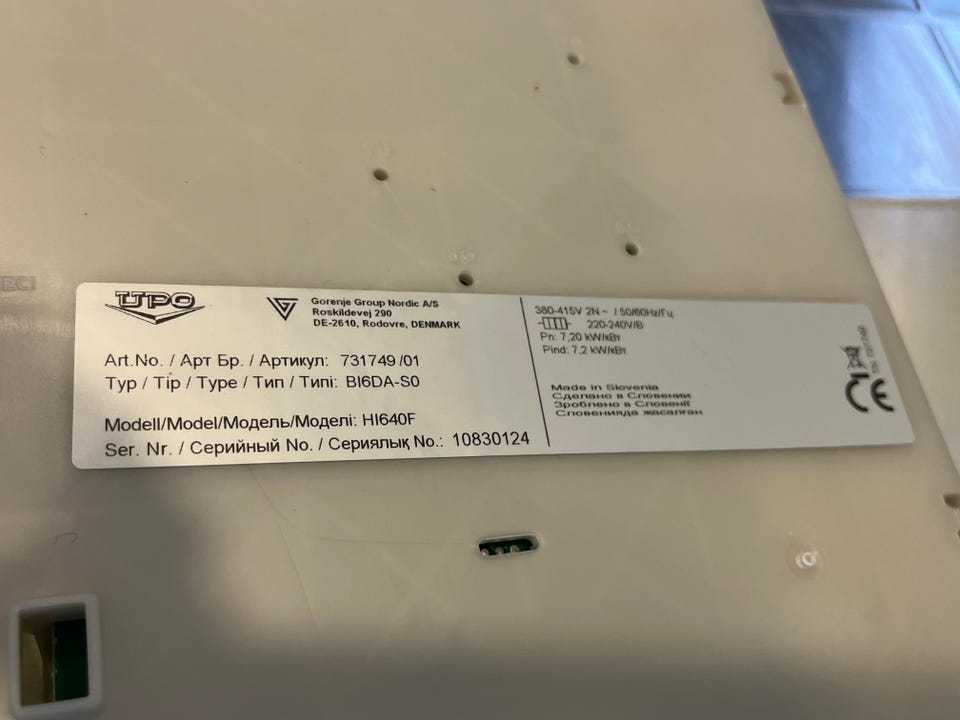 UPO
Gorenje Group Nordic A/S
Roskildevej 290
DE-2610, Rodovre, DENMARK
Art.No. / Арт Бр. / Артикул: 731749/01
Typ / Tip / Type / Тип / Типі: BI6DA-S0
Modell/Model/Модель/Моделі: HI640F
Ser. Nr. / Серийный No. / Сериялық No.: 10830124
380-415V 2N ~ / 50/60Hz/Гц
220-240V/B
Pn: 7,20 kW/кВт
Pind: 7,2 kW/кВт
Made in Slovenia
Сделано в Словении
Зроблено в Словенії
Словенияда жасалған
CE